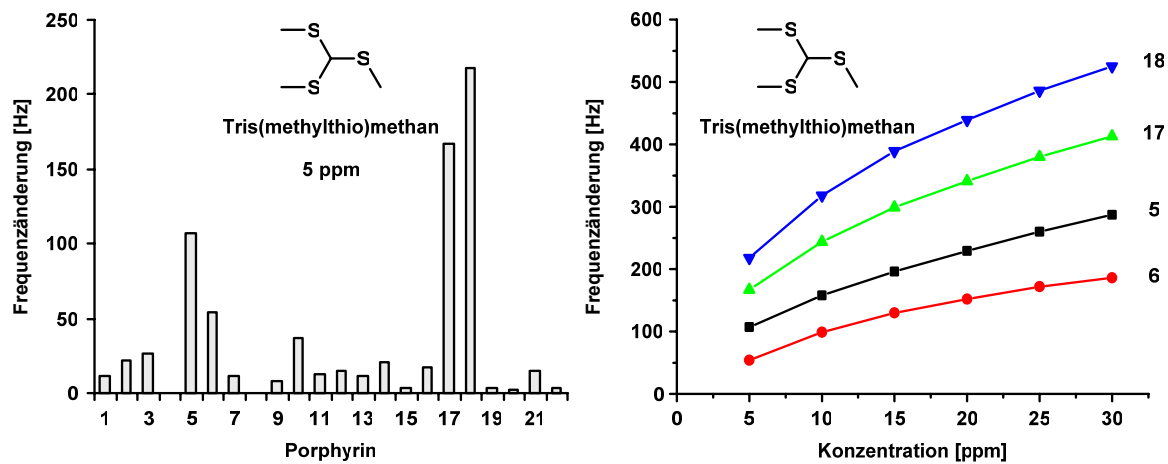 250
200
150
100
50
0
Frequenzänderung [Hz]
S
S
S
Tris(methylthio)methan
5 ppm
1 3 5 7 9 11 13 15 17 19 21
Porphyrin
600
500
400
300
200
100
0
Frequenzänderung [Hz]
S
S
S
Tris(methylthio)methan
18
17
5
6
0 5 10 15 20 25 30
Konzentration [ppm]